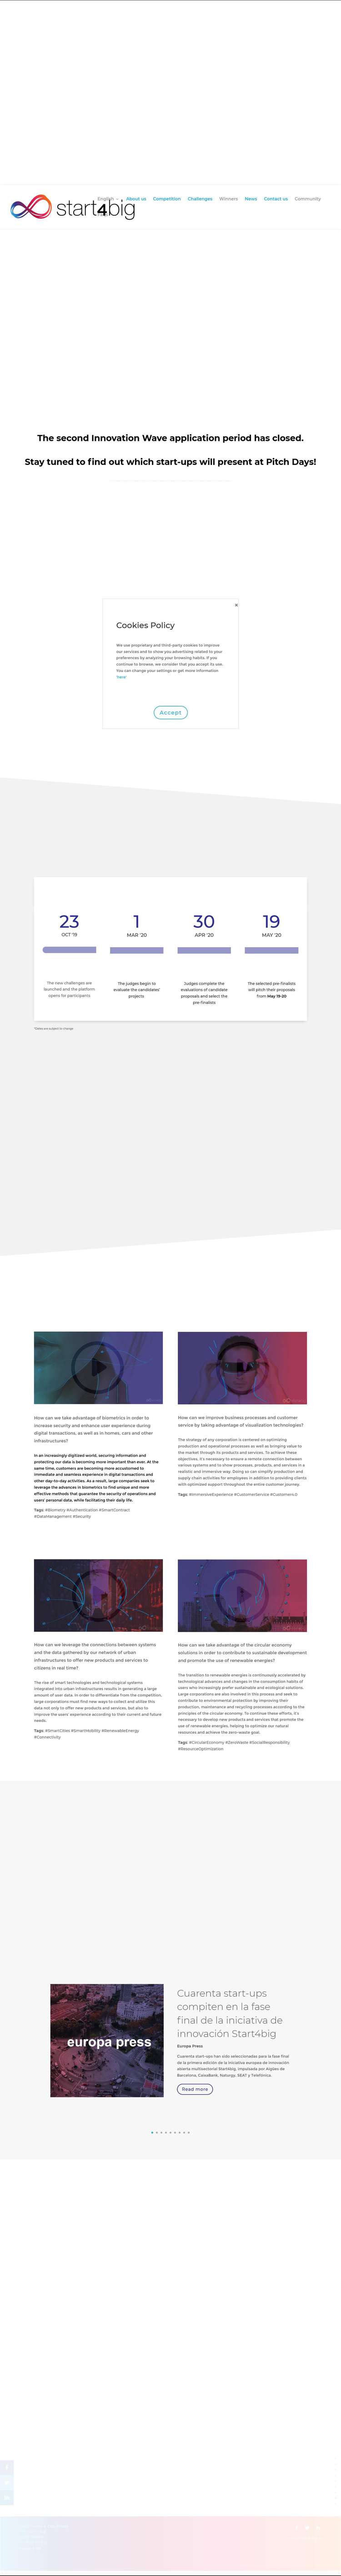 start4big
English
About us
Competition
Challenges
Winners
News
Contact us
Community
The second Innovation Wave application period has closed.
Stay tuned to find out which start-ups will present at Pitch Days!
Cookies Policy
We use proprietary and third-party cookies to improve
our services and to show you advertising related to your
preferences by analyzing your browsing habits. If you
continue to browse, we consider that you accept its use.
You can change your settings or get more information
'here'
Accept
23
OCT '19
The new challenges are
launched and the platform
opens for participants
1
MAR '20
The judges begin to
evaluate the candidates'
projects
30
APR '20
Judges complete the
evaluations of candidate
proposals and select the
pre-finalists
19
MAY '20
The selected pre-finalists
will pitch their proposals
from May 19-20
*Dates are subject to change
How can we take advantage of biometrics in order to
increase security and enhance user experience during
digital transactions, as well as in homes, cars and other
infrastructures?
In an increasingly digitized world, securing information and
protecting our data is becoming more important than ever. At the
same time, customers are becoming more accustomed to
immediate and seamless experience in digital transactions and
other day-to-day activities. As a result, large companies seek to
leverage the advances in biometrics to find unique and more
effective methods that guarantee the security of operations and
users' personal data, while facilitating their daily life.
Tags: #Biometry #Authentication #SmartContract
#DataManagement #Security
How can we improve business processes and customer
service by taking advantage of visualisation technologies?
The strategy of any corporation is centered on optimizing
production and operational processes as well as bringing value to
the market through its products and services. To achieve these
objectives, it's necessary to ensure a remote connection between
various systems and to show processes, products, and services in a
realistic and immersive way. Doing so can simplify production and
supply chain activities for employees in addition to providing clients
with optimized support throughout the entire customer journey.
Tags: #ImmersiveExperience #CustomerService #Customers.0
How can we leverage the connections between systems
and the data gathered by our network of urban
infrastructures to offer new products and services to
citizens in real time?
The rise of smart technologies and technological systems
integrated into urban infrastructures results in generating a large
amount of user data. In order to differentiate from the competition,
large corporations must find new ways to collect and utilize this
data not only to offer new products and services, but also to
improve the users' experience according to their current and future
needs.
Tags: #SmartCities #SmartMobility #RenewableEnergy
#Connectivity
How can we take advantage of the circular economy
solutions in order to contribute to sustainable development
and promote the use of renewable energies?
The transition to renewable energies is continuously accelerated by
technological advances and changes in the consumption habits of
users who increasingly prefer sustainable and ecological solutions.
Large corporations are also involved in this process and seek to
contribute to environmental protection by improving their
production, maintenance and recycling processes according to the
principles of the circular economy. To continue these efforts, it's
necessary to develop new products and services that promote the
use of renewable energies, helping to optimize our natural
resources and achieve the zero-waste goal.
Tags: #CircularEconomy #ZeroWaste #SocialResponsibility
#ResourceOptimization
europa press
Cuarenta start-ups
compiten en la fase
final de la iniciativa de
innovación Start4big
Europa Press
Cuarenta start-ups han sido seleccionadas para la fase final
de la primera edición de la iniciativa europea de innovación
abierta multisectorial Start4big, impulsada por Aigües de
Barcelona, CaixaBank, Naturgy, SEAT y Telefónica.
Read more